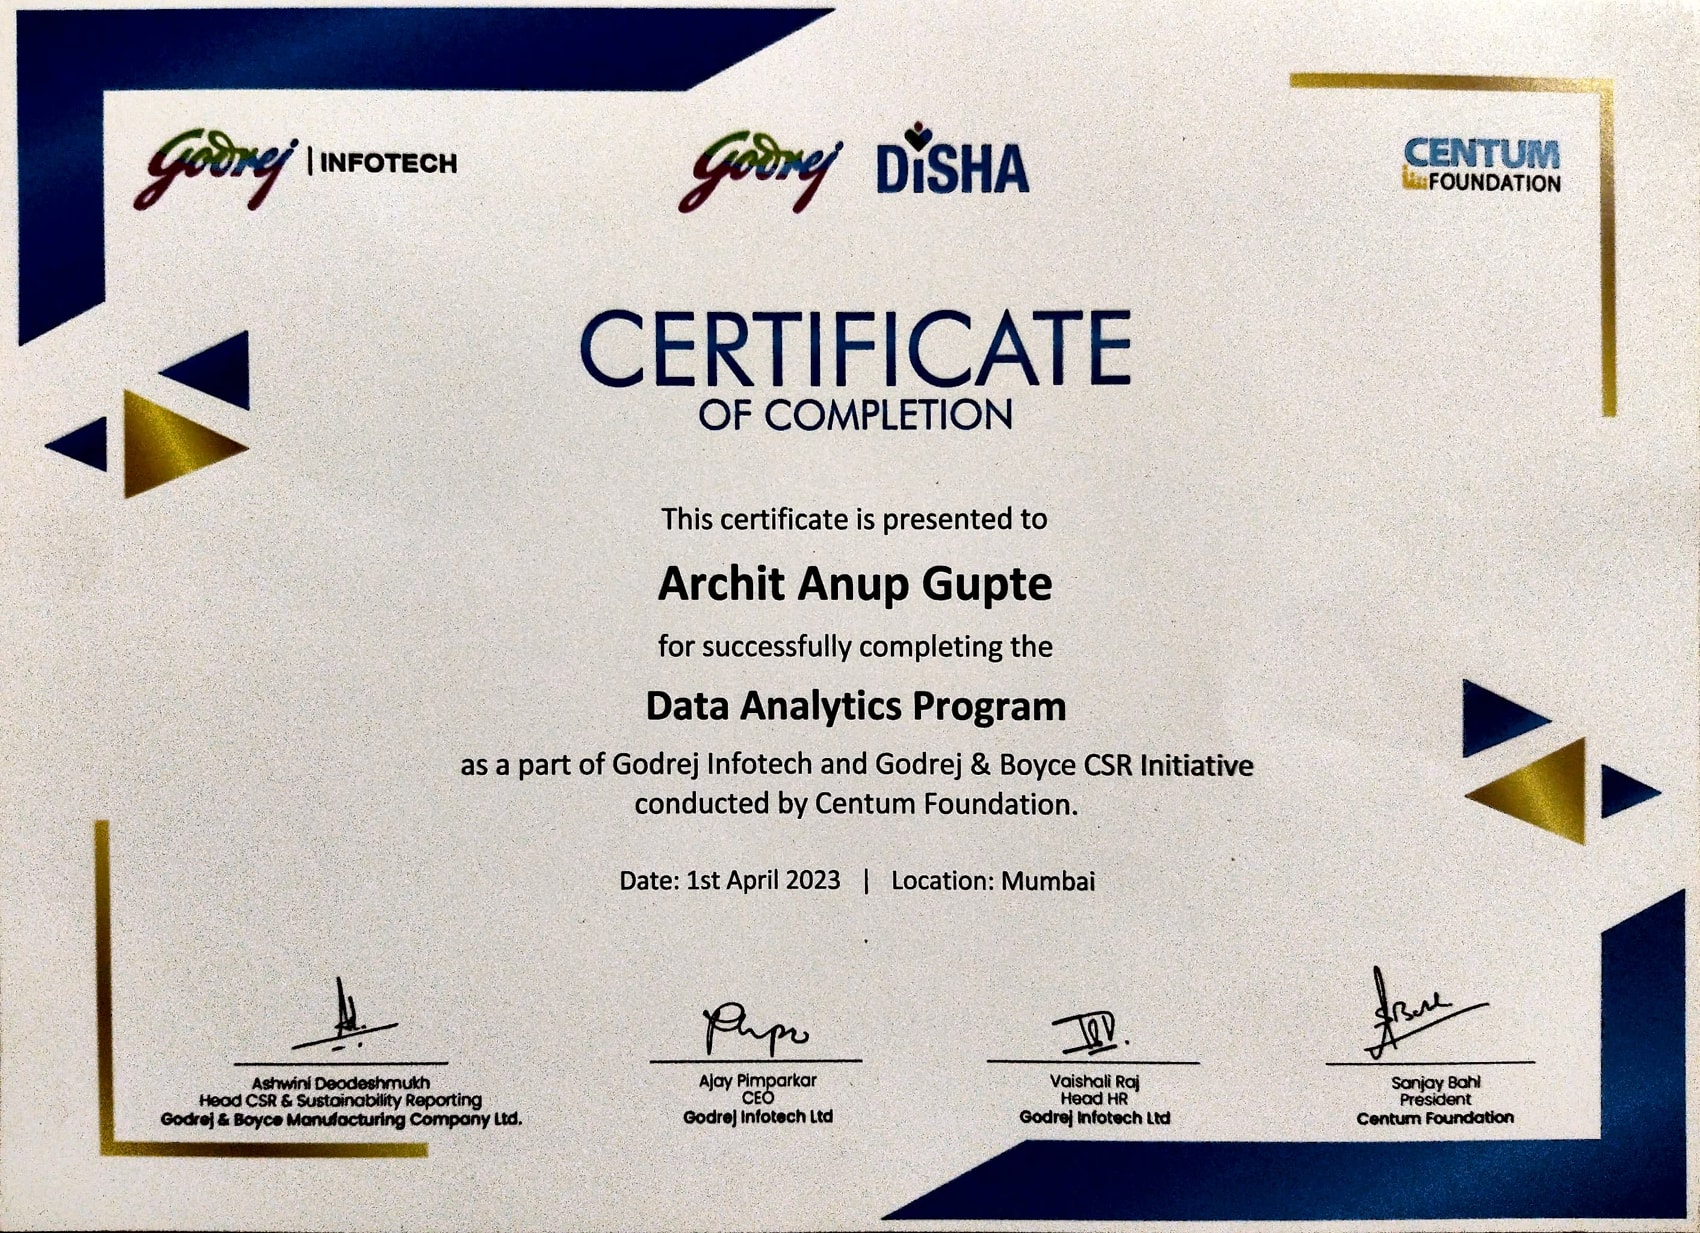 Godrej | INFOTECH
Godrej DiSHA
CENTUM
FOUNDATION
CERTIFICATE
OF COMPLETION
This certificate is presented to
Archit Anup Gupte
for successfully completing the
Data Analytics Program
as a part of Godrej Infotech and Godrej & Boyce CSR Initiative
conducted by Centum Foundation.
Date: 1st April 2023 | Location: Mumbai
Ashwini Deodeshmukh
Head CSR & Sustainability Reporting
Godrej & Boyce Manufacturing Company Ltd.
Ajay Pimparkar
CEO
Godrej Infotech Ltd
Vaishali Raj
Head HR
Godrej Infotech Ltd
Sanjay Bahl
President
Centum Foundation